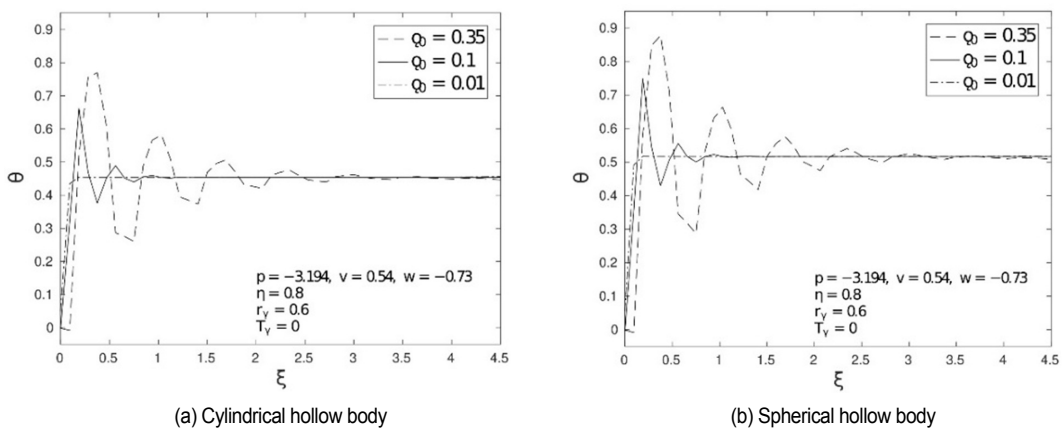 0.9
0.8
0.7
0.6
0.5
0.4
0.3
0.2
0.1
0
θ
ϱ₀ = 0.35
ϱ₀ = 0.1
ϱ₀ = 0.01
p = −3.194, v = 0.54, w = −0.73
η = 0.8
rᵧ = 0.6
Tᵧ = 0
0 0.5 1 1.5 2 2.5 3 3.5 4 4.5
ξ
(a) Cylindrical hollow body
0.9
0.8
0.7
0.6
0.5
0.4
0.3
0.2
0.1
0
θ
ϱ₀ = 0.35
ϱ₀ = 0.1
ϱ₀ = 0.01
p = −3.194, v = 0.54, w = −0.73
η = 0.8
rᵧ = 0.6
Tᵧ = 0
0 0.5 1 1.5 2 2.5 3 3.5 4 4.5
ξ
(b) Spherical hollow body